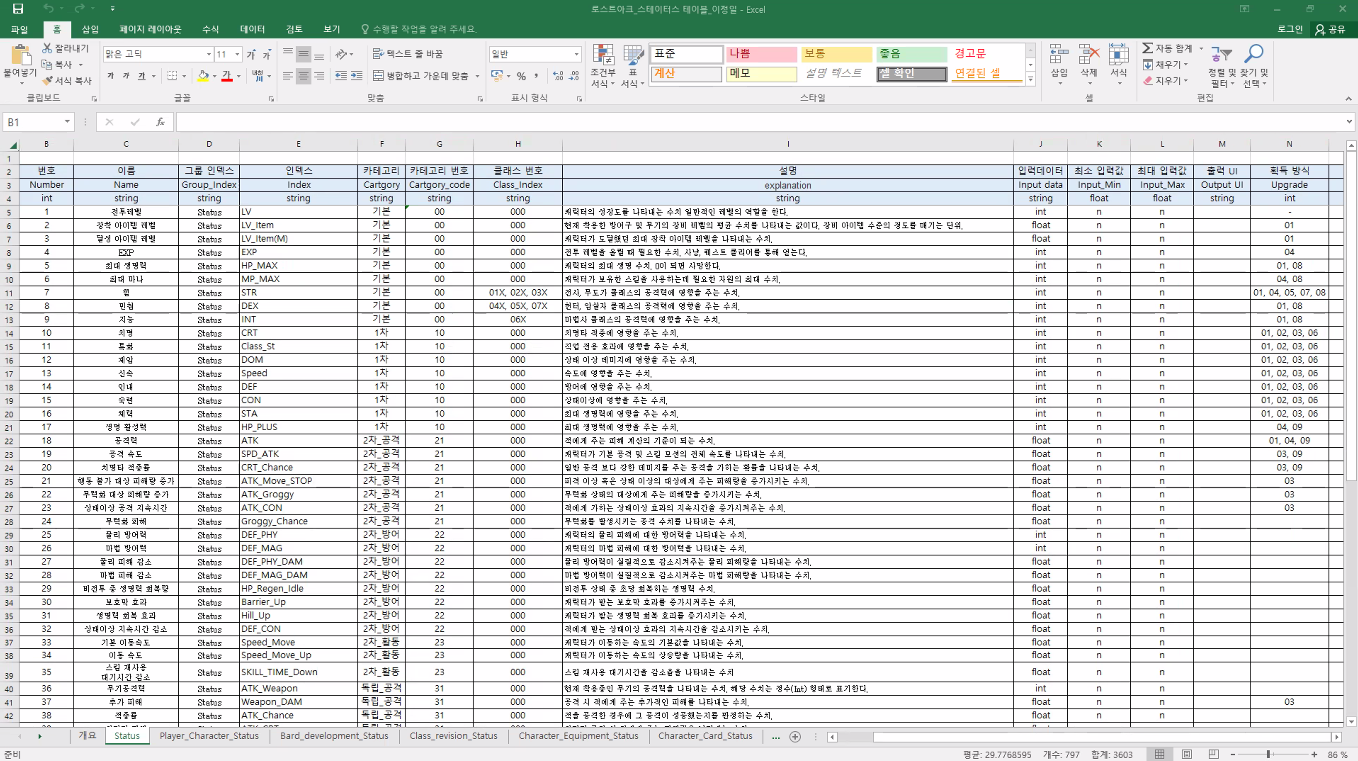 로스트아크_스테이터스 테이블_이정일 - Excel
파일 홈 삽입 페이지 레이아웃 수식 데이터 검토 보기 수행할 작업을 알려 주세요. 로그인 공유
붙여넣기 잘라내기 복사 서식 복사 클립보드
맑은 고딕 11 가 가 가 가 가 가 내천 글꼴
텍스트 줄 바꿈 병합하고 가운데 맞춤 맞춤
일반 % 표시 형식
조건부 서식 표 서식 표준 나쁨 보통 좋음 경고문
계산 메모 설명 텍스트 셀 확인 연결된 셀 스타일
삽입 삭제 서식 셀
자동 합계 채우기 지우기 정렬 및 필터 찾기 및 선택 편집
B1 fx
B C D E F G H I J K L M N
1
2 번호 이름 그룹 인덱스 인덱스 카테고리 카테고리 번호 클래스 번호 설명 입력데이터 최소 입력값 최대 입력값 출력 UI 획득 방식
3 Number Name Group_Index Index Cartgory Cartgory_code Class_Index explanation Input data Input_Min Input_Max Output UI Upgrade
4 int string string string string string string string string float float string int
5 1 전투레벨 Status LV 기본 00 000 캐릭터의 성장도를 나타내는 수치 일반적인 레벨의 역할을 한다. int n n -
6 2 장착 아이템 레벨 Status LV_Item 기본 00 000 현재 착용한 방어구 및 무기의 장비 레벨의 평균 수치를 나타내는 값이다. 장비 아이템 수준의 정도를 매기는 단위. float n n 01
7 3 달성 아이템 레벨 Status LV_Item(M) 기본 00 000 캐릭터가 도달했던 최대 장착 아이템 레벨을 나타내는 수치. float n n 01
8 4 EXP Status EXP 기본 00 000 전투 레벨을 올릴 때 필요한 수치. 사냥, 퀘스트 클리어를 통해 얻는다. int n n 04
9 5 최대 생명력 Status HP_MAX 기본 00 000 캐릭터의 최대 생명 수치. 0이 되면 사망한다. int n n 01, 08
10 6 최대 마나 Status MP_MAX 기본 00 000 캐릭터가 보유한 스킬을 사용하는데 필요한 자원의 최대 수치. int n n 04, 08
11 7 힘 Status STR 기본 00 01X, 02X, 03X 전사, 무도가 클래스의 공격력에 영향을 주는 수치. int n n 01, 04, 05, 07, 08
12 8 민첩 Status DEX 기본 00 04X, 05X, 07X 헌터, 암살자 클래스의 공격력에 영향을 주는 수치. int n n 01, 08
13 9 지능 Status INT 기본 00 06X 마법사 클래스의 공격력에 영향을 주는 수치. int n n 01, 08
14 10 치명 Status CRT 1차 10 000 치명타 적중에 영향을 주는 수치. int n n 01, 02, 03, 06
15 11 특화 Status Class_St 1차 10 000 직업 전용 효과에 영향을 주는 수치. int n n 01, 02, 03, 06
16 12 제압 Status DOM 1차 10 000 상태 이상 데미지에 영향을 주는 수치. int n n 01, 02, 03, 06
17 13 신속 Status Speed 1차 10 000 속도에 영향을 주는 수치. int n n 01, 02, 03, 06
18 14 인내 Status DEF 1차 10 000 방어에 영향을 주는 수치. int n n 01, 02, 03, 06
19 15 숙련 Status CON 1차 10 000 상태이상에 영향을 주는 수치. int n n 01, 02, 03, 06
20 16 체력 Status STA 1차 10 000 최대 생명력에 영향을 주는 수치. int n n 01, 02, 03, 06
21 17 생명 활성력 Status HP_PLUS 1차 10 000 최대 생명력에 영향을 주는 수치. int n n 04, 09
22 18 공격력 Status ATK 2차_공격 21 000 적에게 주는 피해 계산의 기준이 되는 수치. float n n 01, 04, 09
23 19 공격 속도 Status SPD_ATK 2차_공격 21 000 캐릭터가 기본 공격 및 스킬 모션의 전체 속도를 나타내는 수치. float n n 03, 09
24 20 치명타 적중률 Status CRT_Chance 2차_공격 21 000 일반 공격 보다 강한 데미지를 주는 공격을 가하는 확률을 나타내는 수치. float n n 03, 09
25 21 행동 불가 대상 피해량 증가 Status ATK_Move_STOP 2차_공격 21 000 피격 이상 혹은 상태 이상의 대상에게 주는 피해량을 증가시키는 수치. float n n 03
26 22 무력화 대상 피해량 증가 Status ATK_Groggy 2차_공격 21 000 무력화 상태의 대상에게 주는 피해량을 증가시키는 수치. float n n 03
27 23 상태이상 공격 지속시간 Status ATK_CON 2차_공격 21 000 적에게 가하는 상태이상 효과의 지속시간을 증가시켜주는 수치. float n n 03
28 24 무력화 피해 Status Groggy_Chance 2차_공격 21 000 무력화를 발생시키는 공격 수치를 나타내는 수치. float n n
29 25 물리 방어력 Status DEF_PHY 2차_방어 22 000 캐릭터의 물리 피해에 대한 방어력을 나타내는 수치. int n n
30 26 마법 방어력 Status DEF_MAG 2차_방어 22 000 캐릭터의 마법 피해에 대한 방어력을 나타내는 수치. int n n
31 27 물리 피해 감소 Status DEF_PHY_DAM 2차_방어 22 000 물리 방어력이 실질적으로 감소시켜주는 물리 피해량을 나타내는 수치. float n n
32 28 마법 피해 감소 Status DEF_MAG_DAM 2차_방어 22 000 마법 방어력이 실질적으로 감소시켜주는 마법 피해량을 나타내는 수치. float n n
33 29 비전투 중 생명력 회복량 Status HP_Regen_Idle 2차_방어 22 000 비전투 상태 중 초당 회복하는 생명력 수치. float n n
34 30 보호막 효과 Status Barrier_Up 2차_방어 22 000 캐릭터가 받는 보호막 효과를 증가시켜주는 수치. float n n
35 31 생명력 회복 효과 Status Hill_Up 2차_방어 22 000 캐릭터가 받는 생명력 회복 효과를 증가시키는 수치. float n n
36 32 상태이상 지속시간 감소 Status DEF_CON 2차_방어 22 000 적에게 받는 상태이상 효과의 지속시간을 감소시키는 수치. float n n
37 33 기본 이동속도 Status Speed_Move 2차_활동 23 000 캐릭터가 이동하는 속도의 기본값을 나타내는 수치. float n n
38 34 이동 속도 Status Speed_Move_Up 2차_활동 23 000 캐릭터가 이동하는 속도의 상승량을 나타내는 수치. float n n
39 35 스킬 재사용 대기시간 감소 Status SKILL_TIME_Down 2차_활동 23 000 스킬 재사용 대기시간을 감소율을 나타내는 수치 float n n
40 36 무기공격력 Status ATK_Weapon 독립_공격 31 000 현재 착용중인 무기의 공격력을 나타내는 수치. 해당 수치는 정수(Int) 형태로 표기한다. int n n
41 37 추가 피해 Status Weapon_DAM 독립_공격 31 000 공격 시 적에게 주는 추가적인 피해를 나타내는 수치. float n n 03
42 38 적중률 Status ATK_Chance 독립_공격 31 000 적을 공격한 경우에 그 공격이 성공했는지를 판정하는 수치. float n n
개요 Status Player_Character_Status Bard_development_Status Class_revision_Status Character_Equipment_Status Character_Card_Status ...
준비 평균: 29.7768595 개수: 797 합계: 3603 86 %